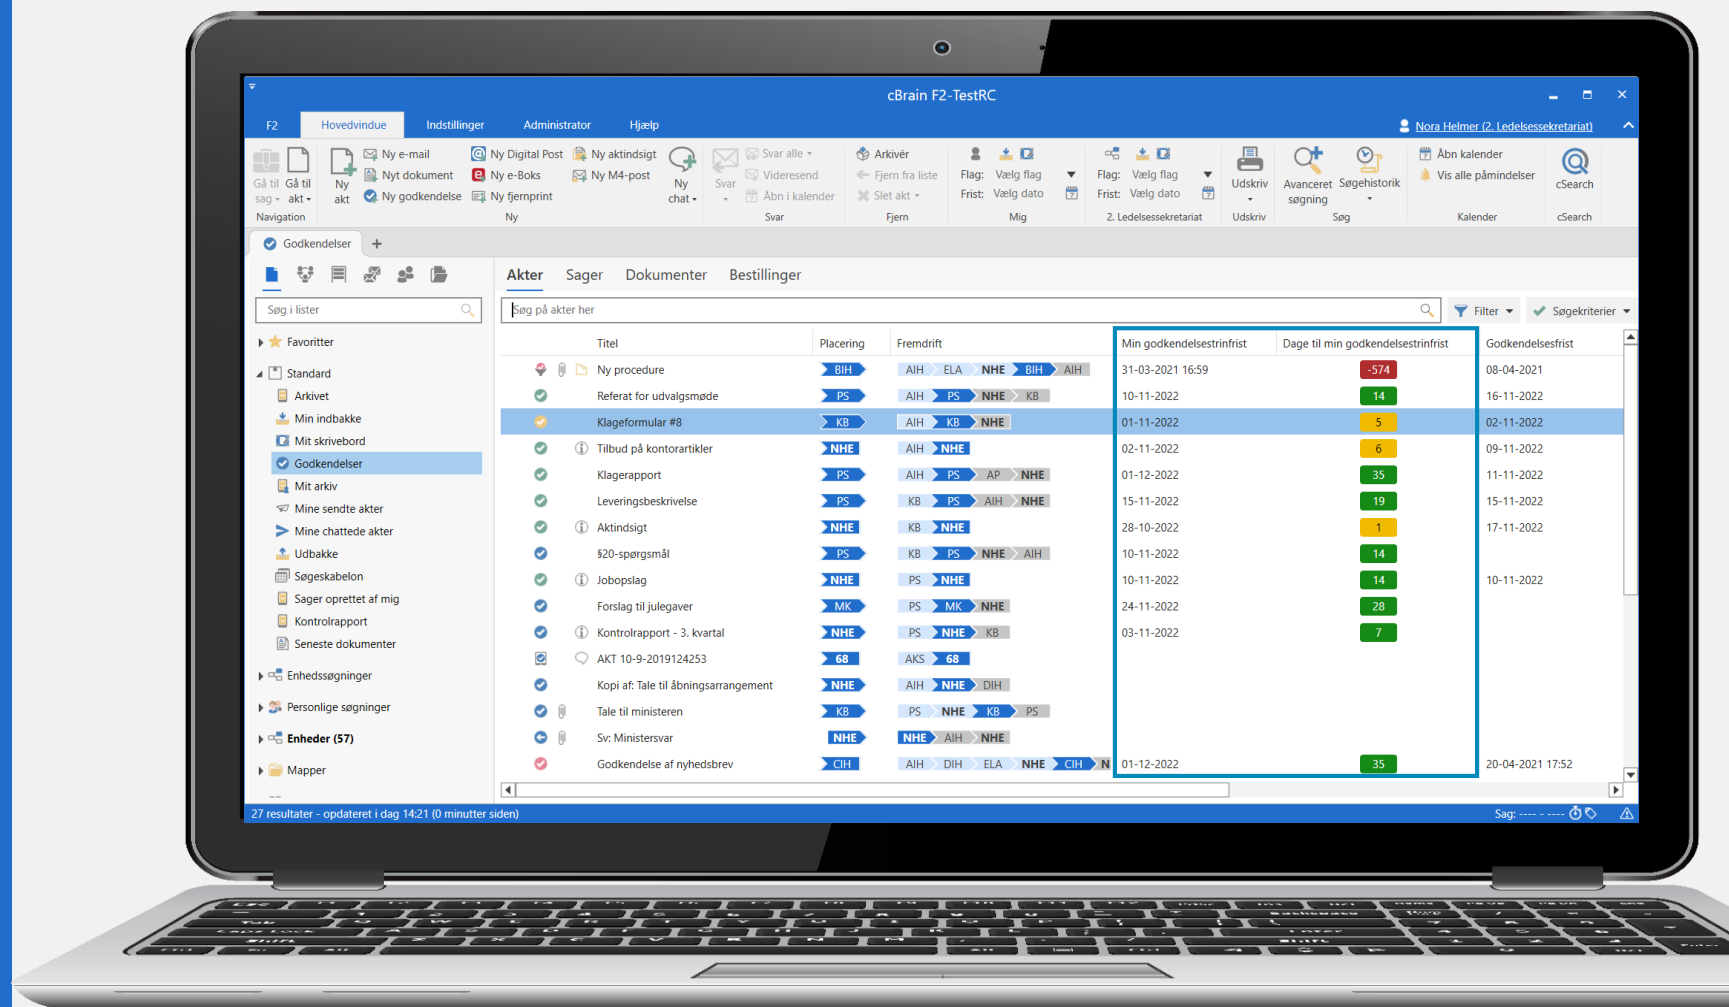 cBrain F2-TestRC
F2 Hovedvindue Indstillinger Administrator Hjælp Nora Helmer (2. Ledelsessekretariat)
Gå til sag Gå til akt
Navigation
Ny akt
Ny e-mail Ny Digital Post Ny aktindsigt
Nyt dokument Ny e-Boks Ny M4-post
Ny godkendelse Ny fjernprint
Ny chat
Ny
Svar
Svar alle
Videresend
Åbn i kalender
Svar
Arkivér
Fjern fra liste
Slet akt
Fjern
Flag: Vælg flag
Frist: Vælg dato
Mig
Flag: Vælg flag
Frist: Vælg dato
2. Ledelsessekretariat
Udskriv
Udskriv
Avanceret søgning Søgehistorik
Søg
Åbn kalender
Vis alle påmindelser
Kalender
cSearch
cSearch
Godkendelser +
Søg i lister
Favoritter
Standard
Arkivet
Min indbakke
Mit skrivebord
Godkendelser
Mit arkiv
Mine sendte akter
Mine chattede akter
Udbakke
Søgeskabelon
Sager oprettet af mig
Kontrolrapport
Seneste dokumenter
Enhedssøgninger
Personlige søgninger
Enheder (57)
Mapper
Akter Sager Dokumenter Bestillinger
Søg på akter her Filter Søgekriterier
Titel Placering Fremdrift Min godkendelsestrinfrist Dage til min godkendelsestrinfrist Godkendelsesfrist
Ny procedure BIH AIH ELA NHE BIH AIH 31-03-2021 16:59 -574 08-04-2021
Referat for udvalgsmøde PS AIH PS NHE KB 10-11-2022 14 16-11-2022
Klageformular #8 KB AIH KB NHE 01-11-2022 5 02-11-2022
Tilbud på kontorartikler NHE AIH NHE 02-11-2022 6 09-11-2022
Klagerapport PS AIH PS AP NHE 01-12-2022 35 11-11-2022
Leveringsbeskrivelse PS KB PS AIH NHE 15-11-2022 19 15-11-2022
Aktindsigt NHE KB NHE 28-10-2022 1 17-11-2022
§20-spørgsmål PS KB PS NHE AIH 10-11-2022 14
Jobopslag NHE PS NHE 10-11-2022 14 10-11-2022
Forslag til julegaver MK PS MK NHE 24-11-2022 28
Kontrolrapport - 3. kvartal NHE PS NHE KB 03-11-2022 7
AKT 10-9-2019124253 68 AKS 68
Kopi af: Tale til åbningsarrangement NHE AIH NHE DIH
Tale til ministeren KB PS NHE KB PS
Sv: Ministersvar NHE NHE AIH NHE
Godkendelse af nyhedsbrev CIH AIH DIH ELA NHE CIH N 01-12-2022 35 20-04-2021 17:52
27 resultater - opdateret i dag 14:21 (0 minutter siden) Sag: ---- - ----